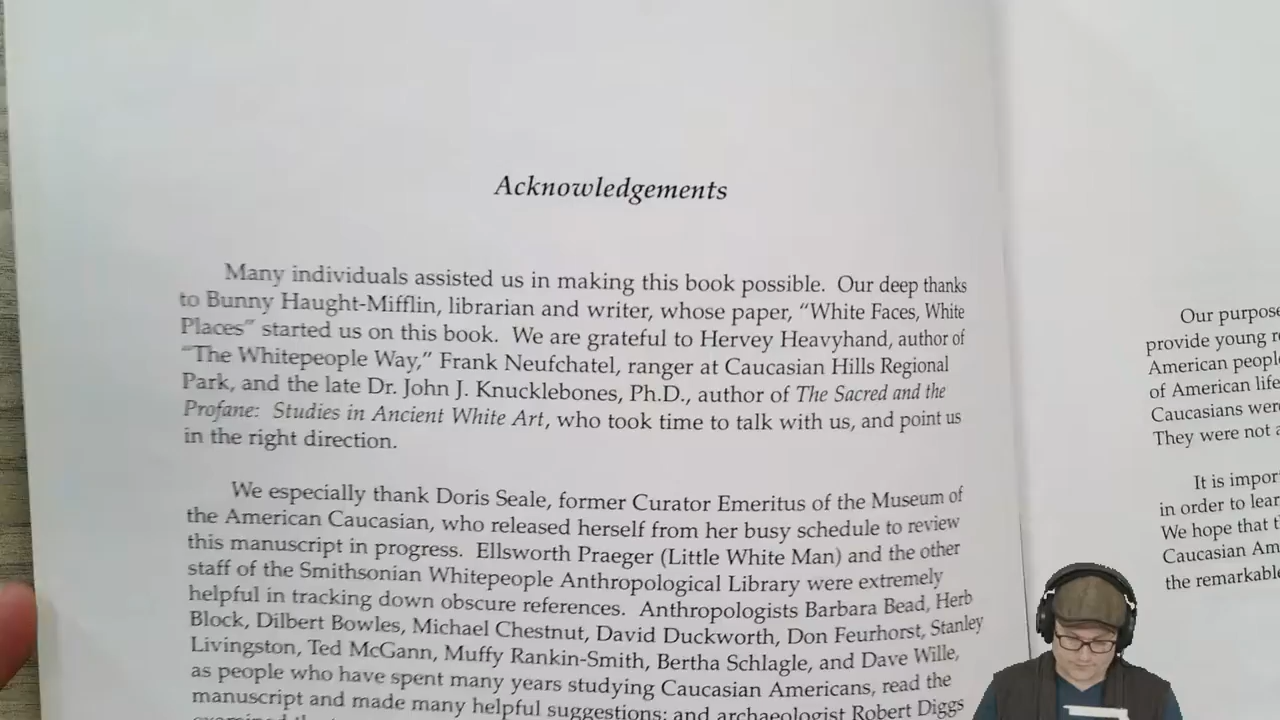 Acknowledgements
Many individuals assisted us in making this book possible. Our deep thanks
to Bunny Haught-Mifflin, librarian and writer, whose paper, “White Faces, White
Places” started us on this book. We are grateful to Hervey Heavyhand, author of
“The Whitepeople Way,” Frank Neufchatel, ranger at Caucasian Hills Regional
Park, and the late Dr. John J. Knucklebones, Ph.D., author of The Sacred and the
Profane: Studies in Ancient White Art, who took time to talk with us, and point us
in the right direction.
We especially thank Doris Seale, former Curator Emeritus of the Museum of
the American Caucasian, who released herself from her busy schedule to review
this manuscript in progress. Ellsworth Praeger (Little White Man) and the other
staff of the Smithsonian Whitepeople Anthropological Library were extremely
helpful in tracking down obscure references. Anthropologists Barbara Bead, Herb
Block, Dilbert Bowles, Michael Chestnut, David Duckworth, Don Feurhorst, Stanley
Livingston, Ted McGann, Muffy Rankin-Smith, Bertha Schlagle, and Dave Wille,
as people who have spent many years studying Caucasian Americans, read the
manuscript and made many helpful suggestions; and archaeologist Robert Diggs
Our purpose
provide young
American people
of American life
Caucasians were
They were not
It is
in order to
We hope that
Caucasian
the